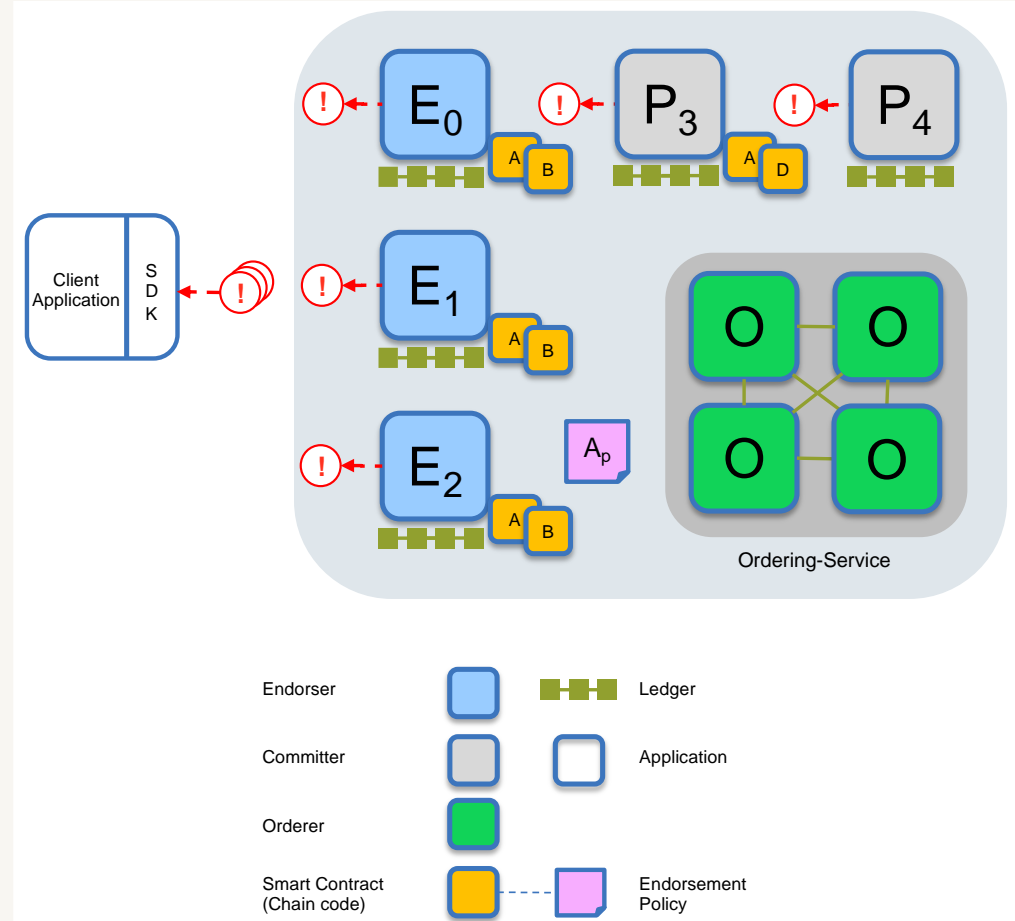 ! E0 ! P3 ! P4
A B A D
Client
Application
S
D
K
! ! E1
A B
O O
! E2
A B
Ap
O O
Ordering-Service
Endorser
Ledger
Committer
Application
Orderer
Smart Contract
(Chain code)
Endorsement
Policy